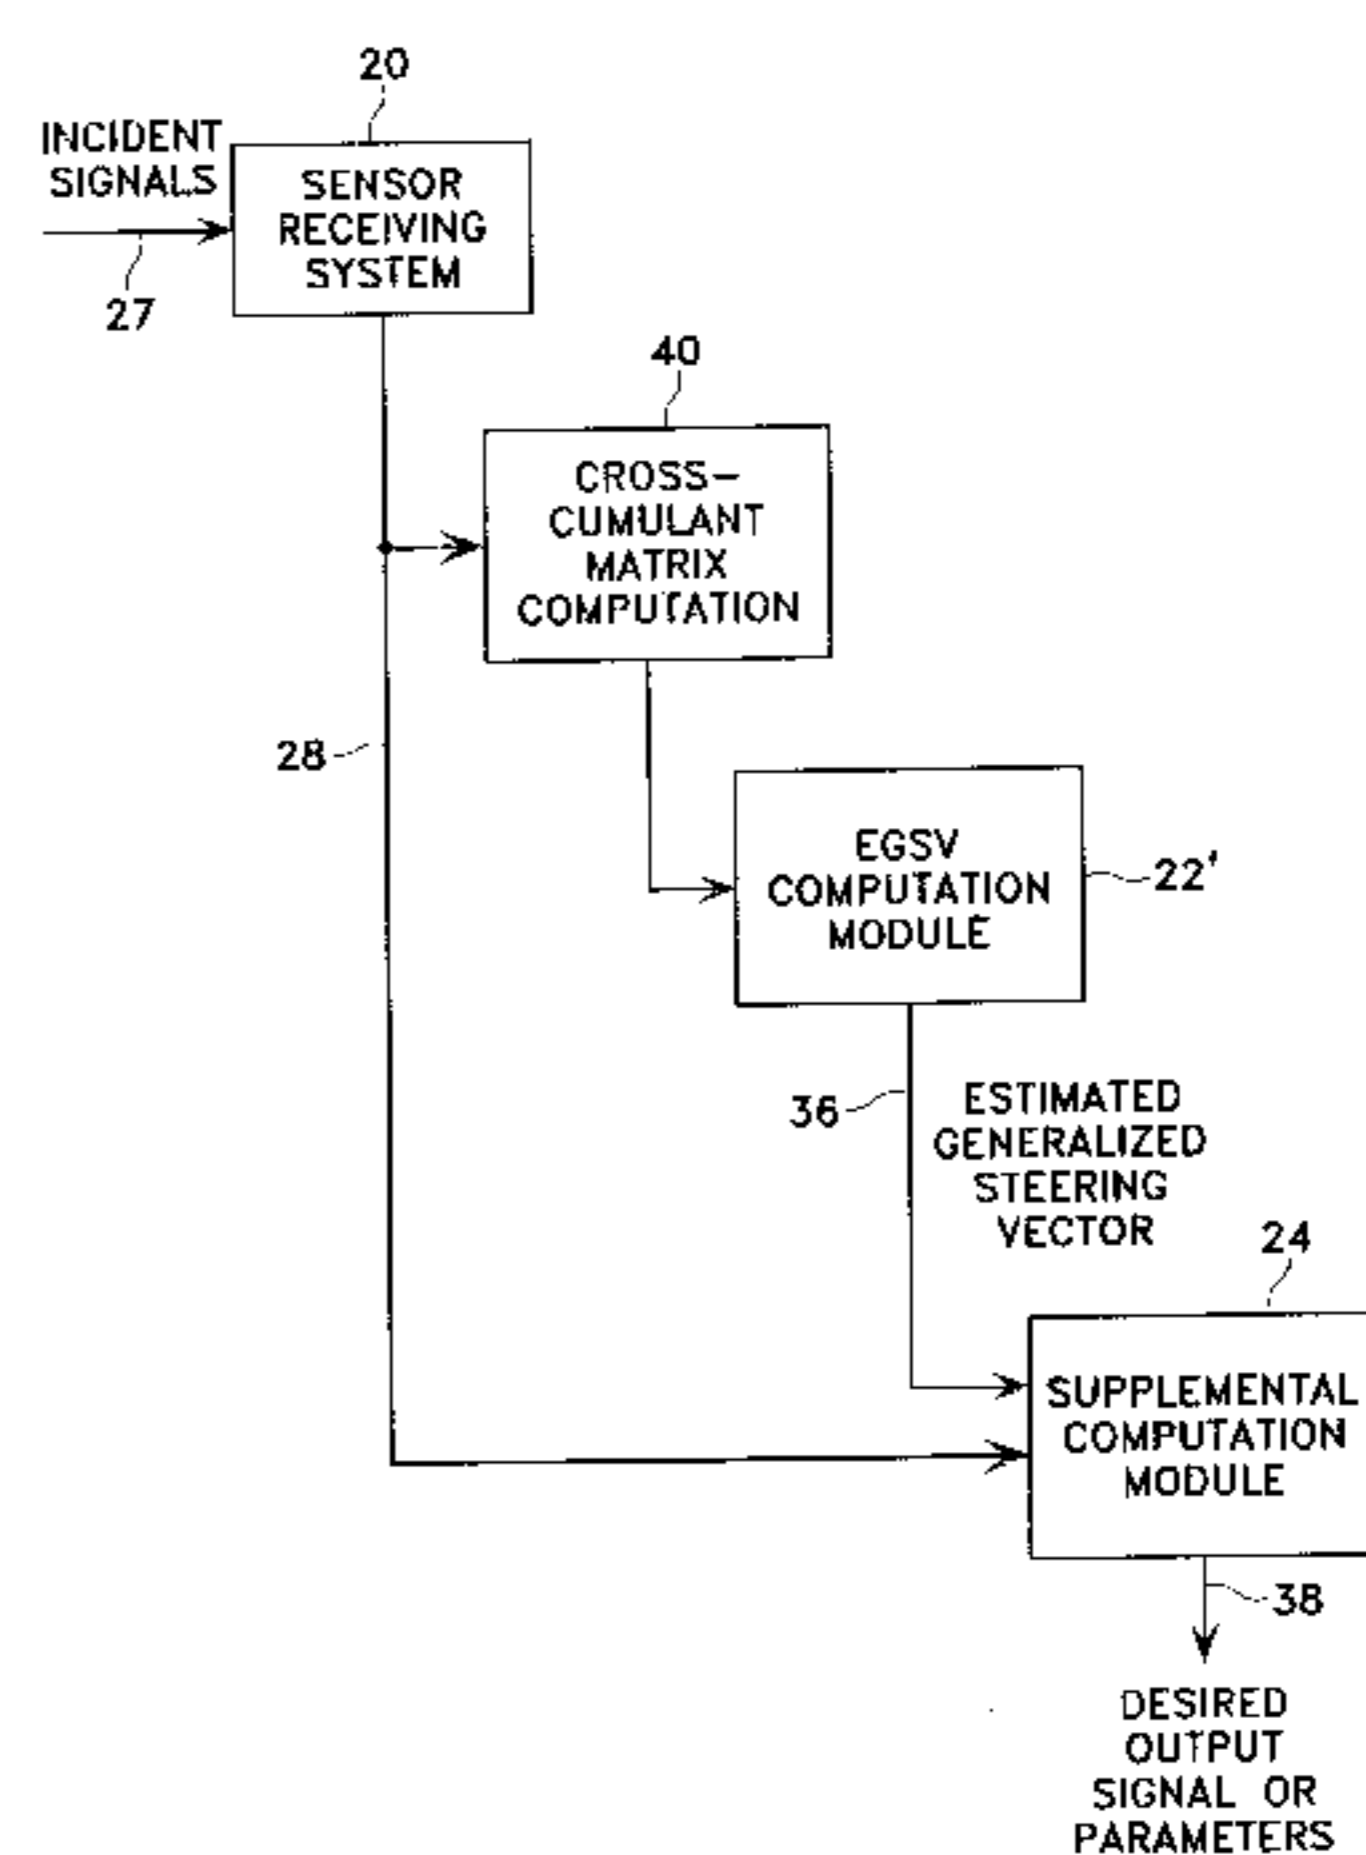 20
INCIDENT
SIGNALS
SENSOR
RECEIVING
SYSTEM
27
40
CROSS-
CUMULANT
MATRIX
COMPUTATION
28
EGSV
COMPUTATION
MODULE
22'
36
ESTIMATED
GENERALIZED
STEERING
VECTOR
24
SUPPLEMENTAL
COMPUTATION
MODULE
38
DESIRED
OUTPUT
SIGNAL OR
PARAMETERS